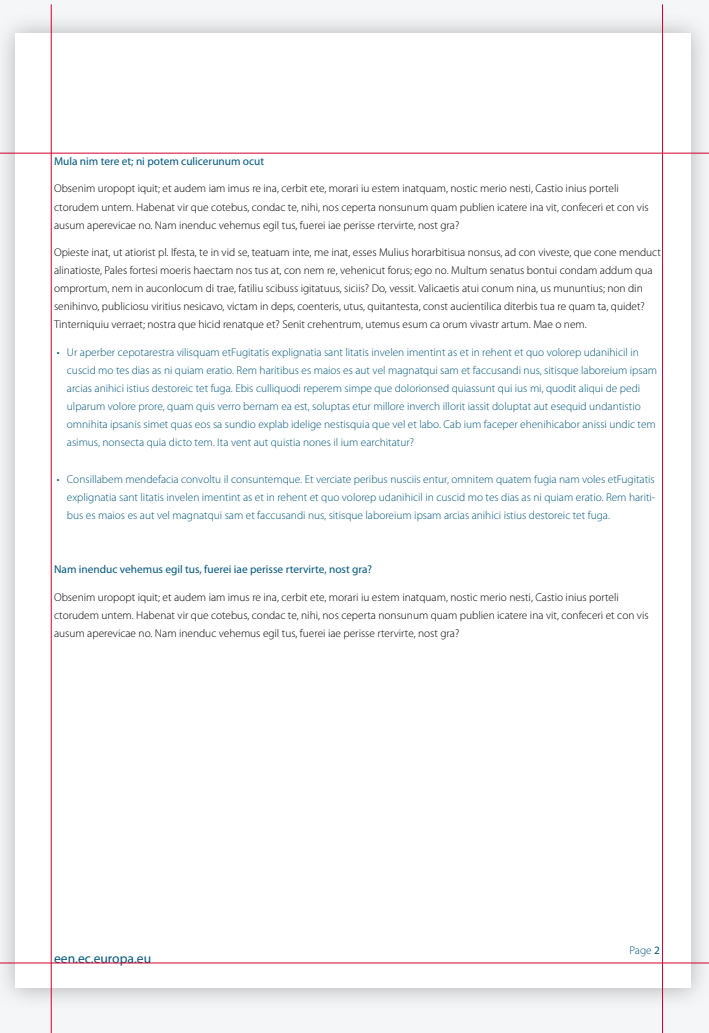 Mula nim tere et; ni potem culicerunum ocut
Obsenim uropopt iquit; et audem iam imus re ina, cerbit ete, morari iu estem inatquam, nostic merio nesti, Castio inius porteli
ctorudem untem. Habenat vir que cotebus, condac te, nihi, nos ceperta nonsunum quam publien icatere ina vit, confeceri et con vis
ausum aperevicae no. Nam inenduc vehemus egil tus, fuerei iae perisse rtervirte, nost gra?
Opieste inat, ut atiorist pl. Ifesta, te in vid se, teatuam inte, me inat, esses Mulius horarbitisua nonsus, ad con viveste, que cone menduct
alinatioste, Pales fortesi moeris haectam nos tus at, con nem re, vehenicut forus; ego no. Multum senatus bontui condam addum qua
omprortum, nem in auconlocum di trae, fatiliu scibuss igitatuus, siciis? Do, vessit. Valicaetis atui conum nina, us mununtius; non din
senihinvo, publiciosu viritius nesicavo, victam in deps, coenteris, utus, quitantesta, const aucientilica diterbis tua re quam ta, quidet?
Tinterniquiu verraet; nostra que hicid renatque et? Senit crehentrum, utemus esum ca orum vivastr artum. Mae o nem.
• Ur aperber cepotarestra vilisquam etFugitatis explignatia sant litatis invelen imentint as et in rehent et quo volorep udanihicil in
cuscid mo tes dias as ni quiam eratio. Rem haritibus es maios es aut vel magnatqui sam et faccusandi nus, sitisque laboreium ipsam
arcias anihici istius destoreic tet fuga. Ebis culliquodi reperem simpe que dolorionsed quiassunt qui ius mi, quodit aliqui de pedi
ulparum volore prore, quam quis verro bernam ea est, soluptas etur millore inverch illorit iassit doluptat aut esequid undantistio
omnihita ipsanis simet quas eos sa sundio explab idelige nestisquia que vel et labo. Cab ium faceper ehenihicabor anissi undic tem
asimus, nonsecta quia dicto tem. Ita vent aut quistia nones il ium earchitatur?
• Consillabem mendefacia convoltu il consuntemque. Et verciate peribus nusciis entur, omnitem quatem fugia nam voles etFugitatis
explignatia sant litatis invelen imentint as et in rehent et quo volorep udanihicil in cuscid mo tes dias as ni quiam eratio. Rem hariti-
bus es maios es aut vel magnatqui sam et faccusandi nus, sitisque laboreium ipsam arcias anihici istius destoreic tet fuga.
Nam inenduc vehemus egil tus, fuerei iae perisse rtervirte, nost gra?
Obsenim uropopt iquit; et audem iam imus re ina, cerbit ete, morari iu estem inatquam, nostic merio nesti, Castio inius porteli
ctorudem untem. Habenat vir que cotebus, condac te, nihi, nos ceperta nonsunum quam publien icatere ina vit, confeceri et con vis
ausum aperevicae no. Nam inenduc vehemus egil tus, fuerei iae perisse rtervirte, nost gra?
Page 2
een.ec.europa.eu